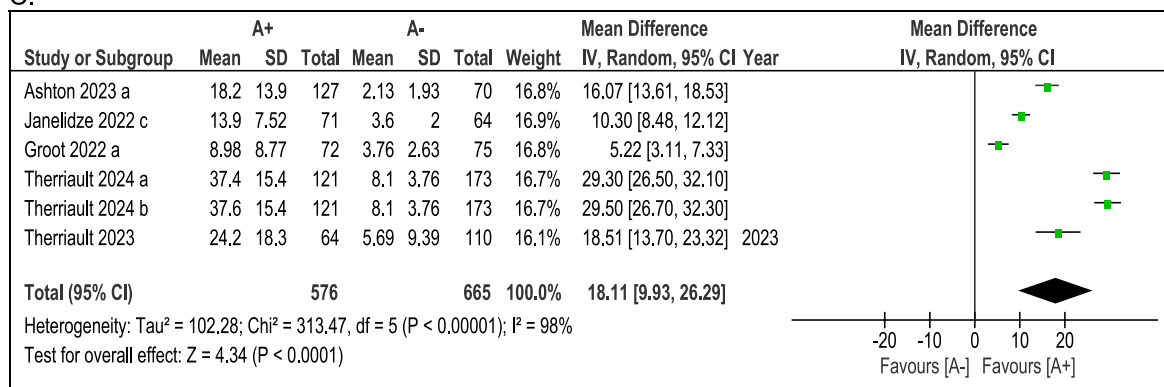 A+ A- Mean Difference Mean Difference
Study or Subgroup Mean SD Total Mean SD Total Weight IV, Random, 95% CI Year IV, Random, 95% CI
Ashton 2023 a 18.2 13.9 127 2.13 1.93 70 16.8% 16.07 [13.61, 18.53]
Janelidze 2022 c 13.9 7.52 71 3.6 2 64 16.9% 10.30 [8.48, 12.12]
Groot 2022 a 8.98 8.77 72 3.76 2.63 75 16.8% 5.22 [3.11, 7.33]
Therriault 2024 a 37.4 15.4 121 8.1 3.76 173 16.7% 29.30 [26.50, 32.10]
Therriault 2024 b 37.6 15.4 121 8.1 3.76 173 16.7% 29.50 [26.70, 32.30]
Therriault 2023 24.2 18.3 64 5.69 9.39 110 16.1% 18.51 [13.70, 23.32] 2023
Total (95% CI) 576 665 100.0% 18.11 [9.93, 26.29]
Heterogeneity: Tau² = 102.28; Chi² = 313.47, df = 5 (P < 0.00001); I² = 98%
Test for overall effect: Z = 4.34 (P < 0.0001)
-20 -10 0 10 20
Favours [A-] Favours [A+]